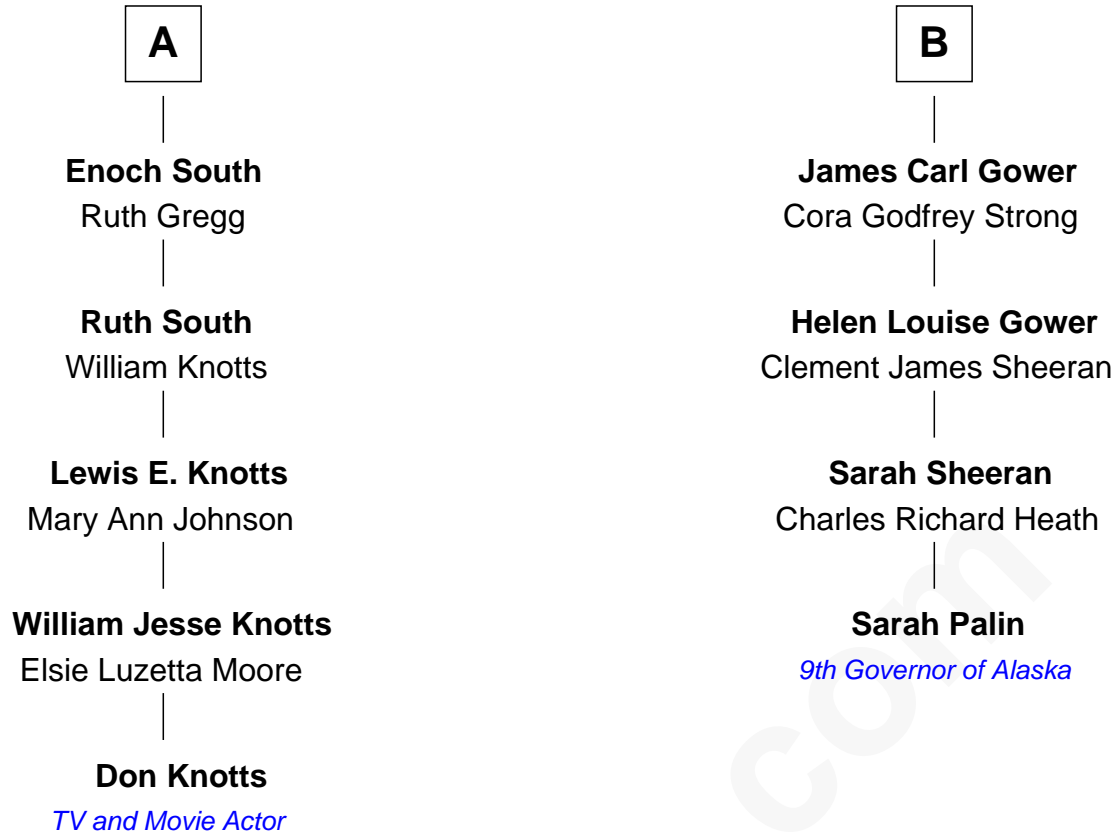 A
Enoch South
Ruth Gregg
Ruth South
William Knotts
Lewis E. Knotts
Mary Ann Johnson
William Jesse Knotts
Elsie Luzetta Moore
Don Knotts
TV and Movie Actor
B
James Carl Gower
Cora Godfrey Strong
Helen Louise Gower
Clement James Sheeran
Sarah Sheeran
Charles Richard Heath
Sarah Palin
9th Governor of Alaska
com